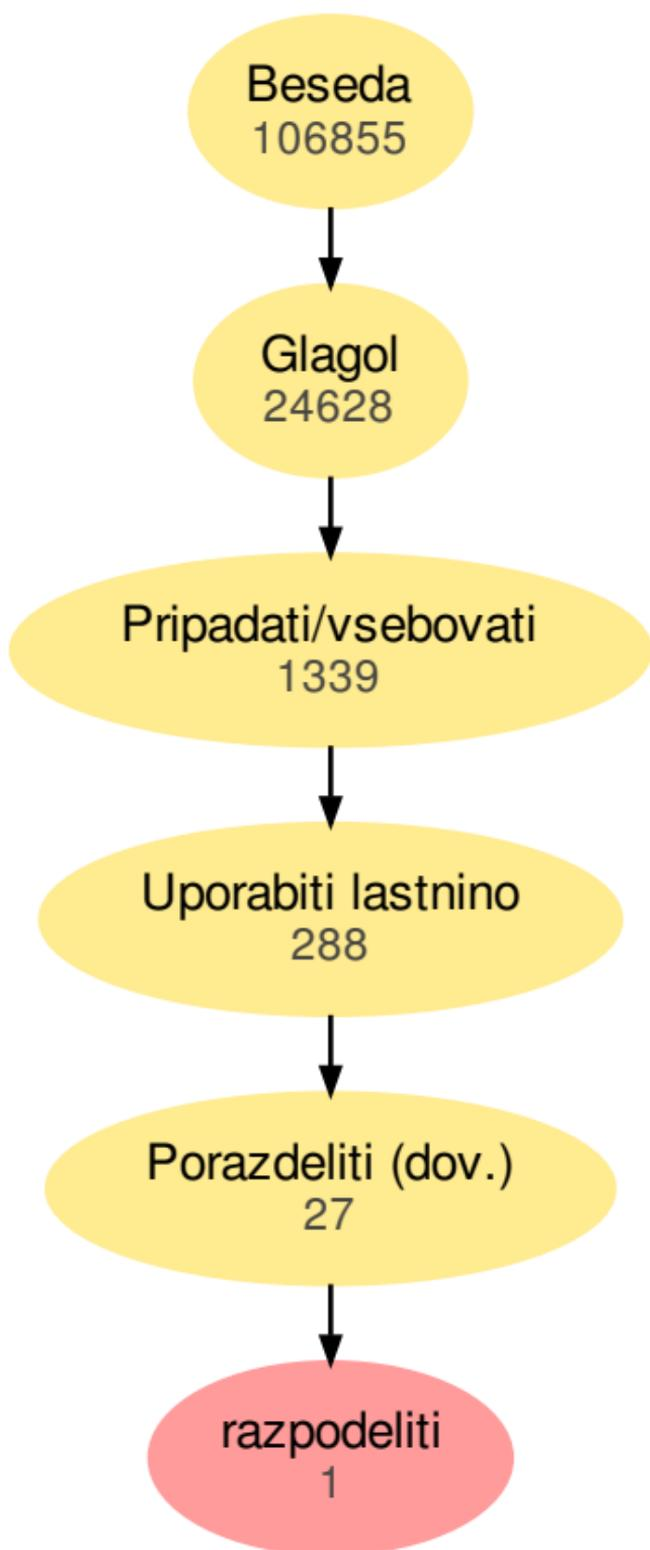 Beseda
106855
Glagol
24628
Pripadati/vsebovati
1339
Uporabiti lastnino
288
Porazdeliti (dov.)
27
razpodeliti
1